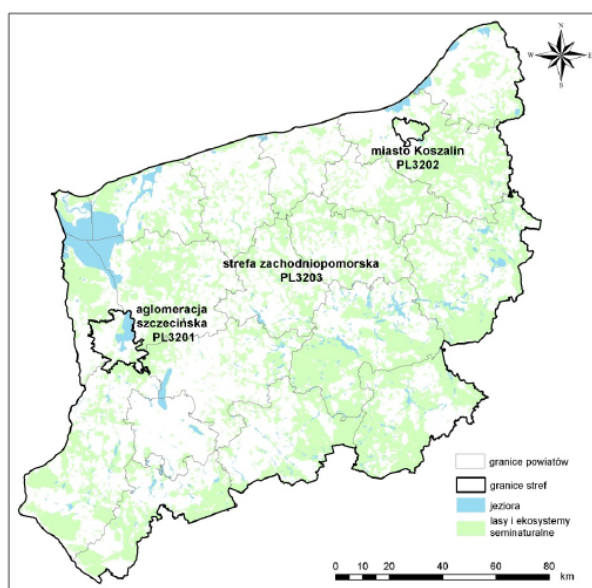 N
W E
S
miasto Koszalin
PL3202
strefa zachodniopomorska
PL3203
aglomeracja
szczecińska
PL3201
granice powiatów
granice stref
jeziora
lasy i ekosystemy
seminaturalne
0 10 20 40 60 80
km